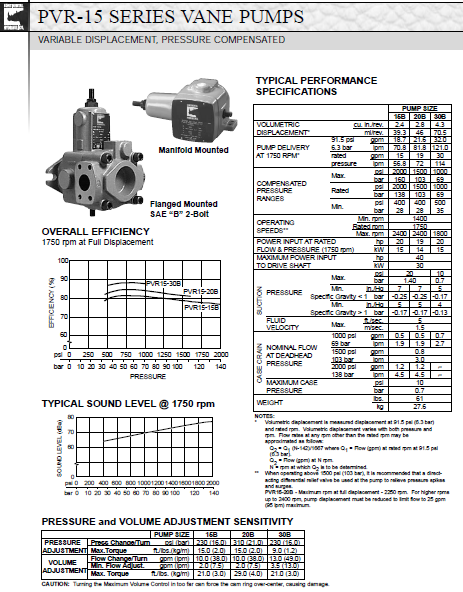 PVR-15 SERIES VANE PUMPS
VARIABLE DISPLACEMENT, PRESSURE COMPENSATED
Manifold Mounted
Flanged Mounted
SAE “B” 2-Bolt
OVERALL EFFICIENCY
1750 rpm at Full Displacement
EFFICIENCY (%)
100
90
80
70
60
0
PVR15-30B
PVR15-20B
PVR15-15B
psi 0 250 500 750 1000 1250 1500 1750 2000
bar 0 10 20 30 40 50 60 70 80 90 100 120 140
PRESSURE
TYPICAL SOUND LEVEL @ 1750 rpm
SOUND LEVEL (dBa)
80
70
60
0
psi 0 200 400 600 800 1000 1200 1400 1600 1800 2000
bar 0 10 20 30 40 50 60 70 80 90 100 120 140
TYPICAL PERFORMANCE
SPECIFICATIONS
PUMP SIZE
15B 20B 30B
VOLUMETRIC DISPLACEMENT* cu. in./rev. 2.4 2.8 4.3
ml/rev. 39.3 46 70.5
PUMP DELIVERY AT 1750 RPM* 91.5 psi gpm 18.7 21.6 32.0
6.3 bar lpm 70.8 81.8 121.0
rated gpm 15 19 30
pressure lpm 56.8 72 114
COMPENSATED PRESSURE RANGES Max. psi 2000 1500 1000
bar 160 103 69
Rated psi 2000 1500 1000
bar 138 103 69
Min. psi 400 400 500
bar 28 28 35
OPERATING SPEEDS** Min. rpm 1400
Rated rpm 1750
Max. rpm 2400 2400 1800
POWER INPUT AT RATED hp 20 19 20
FLOW & PRESSURE (1750 rpm) kW 15 14 15
MAXIMUM POWER INPUT hp 40
TO DRIVE SHAFT kW 30
SUCTION PRESSURE Max. psi 20 10
bar 1.40 0.7
Min. in./Hg 7 7 5
Specific Gravity < 1 bar -0.25 -0.25 -0.17
Min. in./Hg 5 5 4
Specific Gravity > 1 bar -0.17 -0.17 -0.13
FLUID VELOCITY Max. ft./sec. 5
m/sec. 1.5
CASE DRAIN NOMINAL FLOW AT DEADHEAD PRESSURE 1000 psi gpm 0.5 0.5 0.7
69 bar lpm 1.9 1.9 2.7
1500 psi gpm 0.8
103 bar lpm 3.0
2000 psi gpm 1.2 1.2 –
138 bar lpm 4.5 4.5 –
MAXIMUM CASE PRESSURE psi 10
bar 0.7
WEIGHT lbs. 61
kg 27.6
NOTES:
* Volumetric displacement is measured at displacement at 91.5 psi (6.3 bar)
and rated rpm. Volumetric displacement varies with both pressure and
rpm. Flow rates at any rpm other than the rated rpm may be
approximated as follows:
Q2 = Q1 (N-142)/1667 where Q1 = Flow (gpm) at rated rpm at 91.5 psi
(6.3 bar).
Q2 = Flow (gpm) at N rpm.
N = rpm at which Q2 is to be determined.
** When operating above 1500 psi (103 bar), it is recommended that a direct-
acting differential relief valve be used at the pump to relieve pressure spikes
and surges.
PVR15-20B - Maximum rpm at full displacement - 2250 rpm. For higher rpms
up to 2400 rpm, pump displacement must be reduced to limit flow to 25 gpm
(95 lpm) maximum.
PRESSURE and VOLUME ADJUSTMENT SENSITIVITY
PUMP SIZE 15B 20B 30B
PRESSURE ADJUSTMENT Press Change/Turn psi (bar) 230 (16.0) 310 (21.0) 230 (16.0)
Max.Torque ft./lbs.(kg/m) 15.0 (2.0) 15.0 (2.0) 9.0 (1.2)
VOLUME ADJUSTMENT Flow Change/Turn gpm (lpm) 10.0 (38.0) 10.0 (38.0) 13.0 (49.0)
Min. Flow Adjust. gpm (lpm) 2.0 (7.5) 2.0 (7.5) 3.5 (13.0)
Max. Torque ft./lbs. (kg/m) 21.0 (3.0) 29.0 (4.0) 21.0 (3.0)
CAUTION: Turning the Maximum Volume Control in too far can force the cam ring over-center, causing damage.